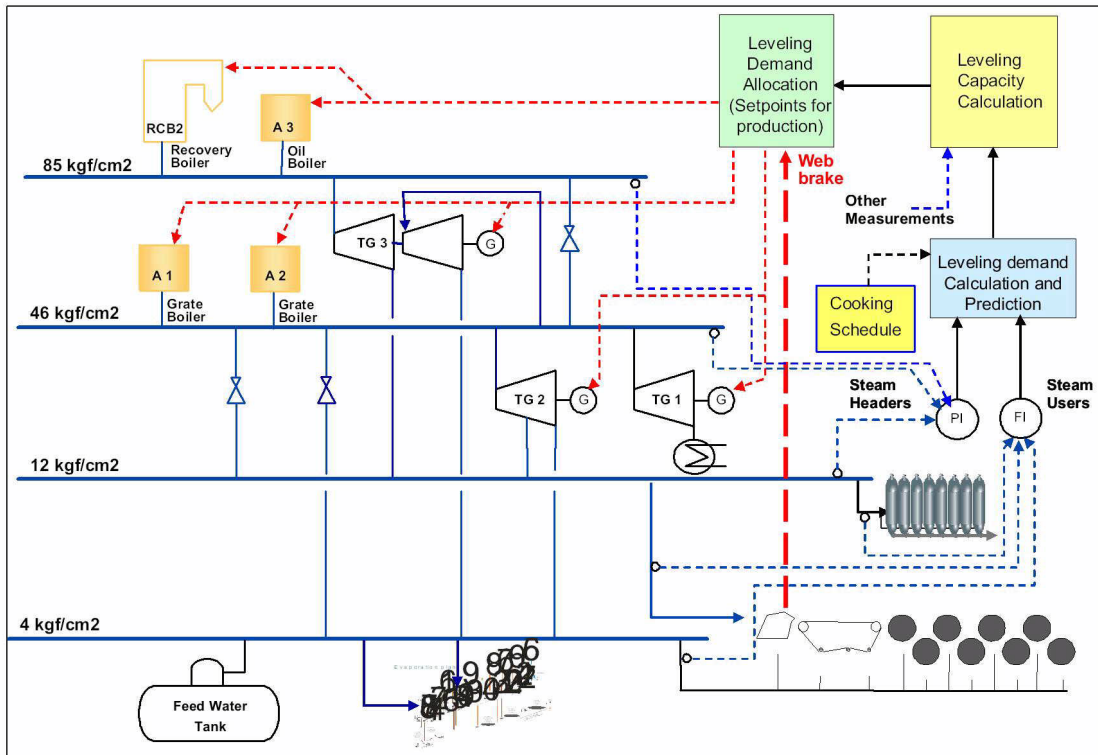 Leveling
Demand
Allocation
(Setpoints for
production)
Leveling
Capacity
Calculation
RCB2
Recovery
Boiler
A 3
Oil
Boiler
85 kgf/cm2
Web
brake
Other
Measurements
Leveling demand
Calculation and
Prediction
Cooking
Schedule
A 1
Grate
Boiler
A 2
Grate
Boiler
TG 3
G
46 kgf/cm2
TG 2
G
TG 1
G
Steam
Headers
PI
FI
Steam
Users
12 kgf/cm2
4 kgf/cm2
Feed Water
Tank